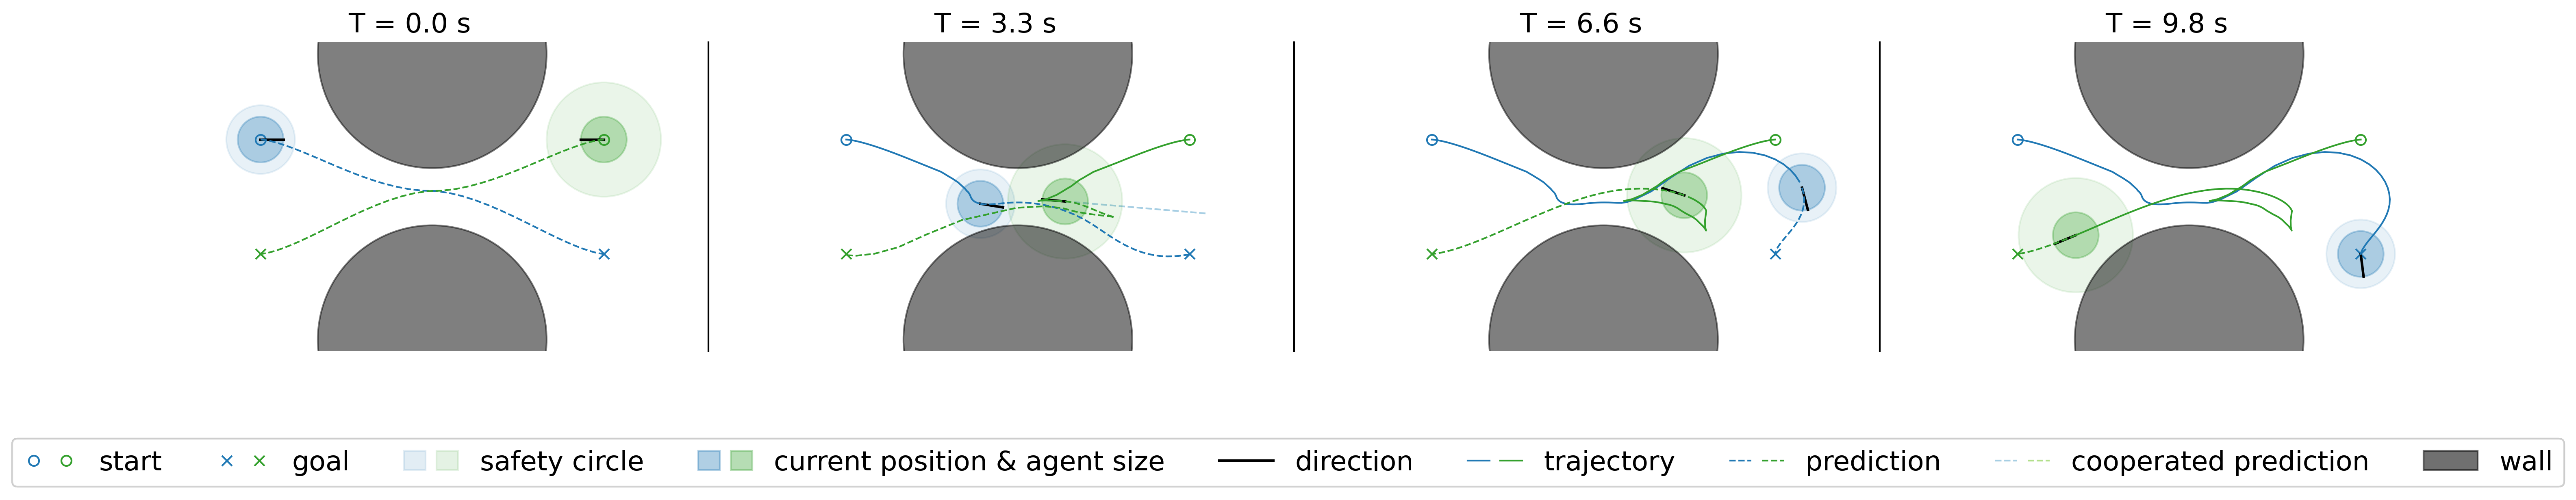 T = 0.0 s
T = 3.3 s
T = 6.6 s
T = 9.8 s
start goal safety circle current position & agent size direction trajectory prediction cooperated prediction wall